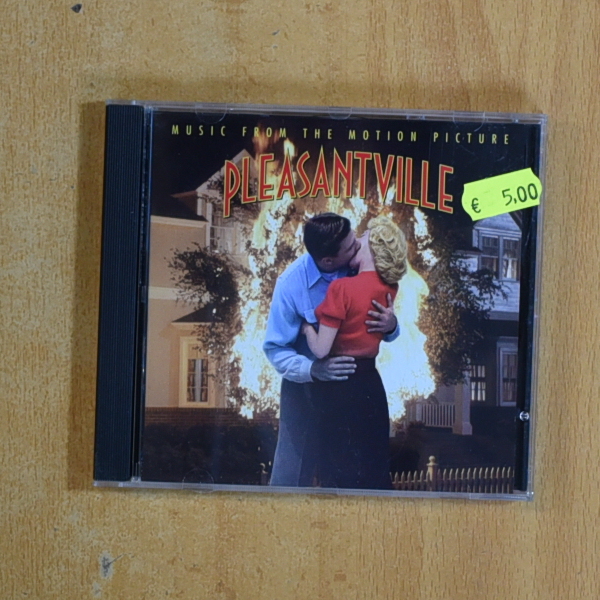 MUSIC FROM THE MOTION PICTURE
PLEASANTVILLE
€ 5,00